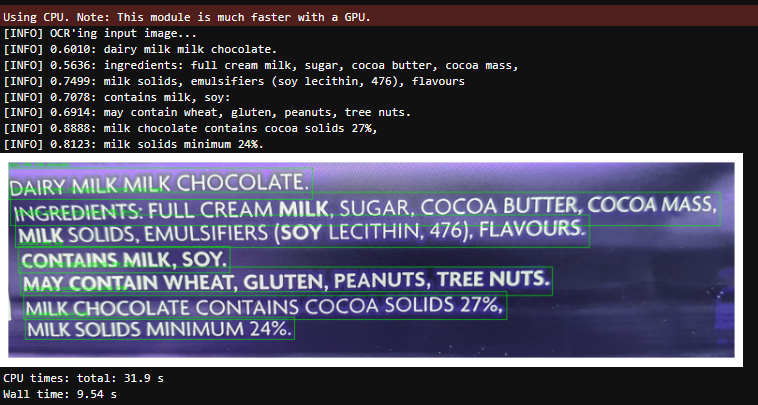 Using CPU. Note: This module is much faster with a GPU.
[INFO] OCR'ing input image...
[INFO] 0.6010: dairy milk milk chocolate.
[INFO] 0.5636: ingredients: full cream milk, sugar, cocoa butter, cocoa mass,
[INFO] 0.7499: milk solids, emulsifiers (soy lecithin, 476), flavours
[INFO] 0.7078: contains milk, soy:
[INFO] 0.6914: may contain wheat, gluten, peanuts, tree nuts.
[INFO] 0.8888: milk chocolate contains cocoa solids 27%,
[INFO] 0.8123: milk solids minimum 24%.
DAIRY MILK MILK CHOCOLATE.
INGREDIENTS: FULL CREAM MILK, SUGAR, COCOA BUTTER, COCOA MASS,
MILK SOLIDS, EMULSIFIERS (SOY LECITHIN, 476), FLAVOURS.
CONTAINS MILK, SOY.
MAY CONTAIN WHEAT, GLUTEN, PEANUTS, TREE NUTS.
MILK CHOCOLATE CONTAINS COCOA SOLIDS 27%,
MILK SOLIDS MINIMUM 24%.
CPU times: total: 31.9 s
Wall time: 9.54 s